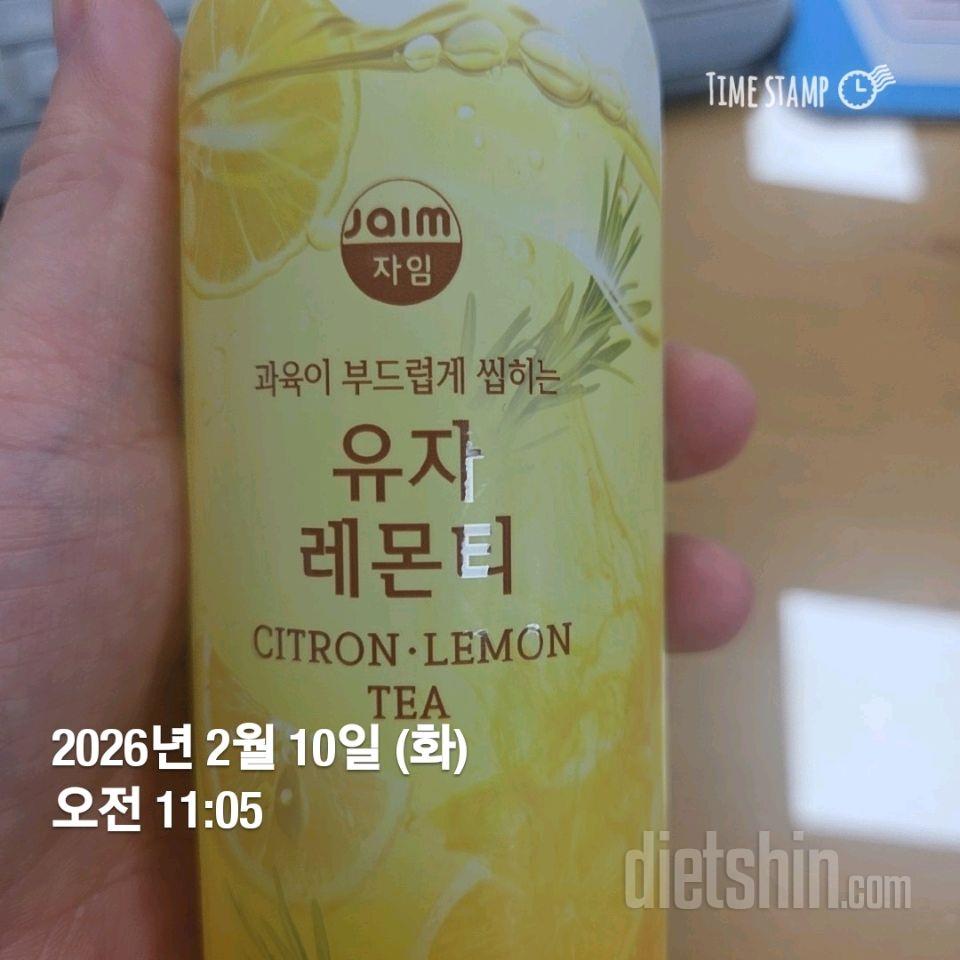 TIME STAMP
Jaim
자임
과육이 부드럽게 씹히는
유자
레몬티
CITRON·LEMON
TEA
2026년 2월 10일 (화)
오전 11:05
dietshin.com